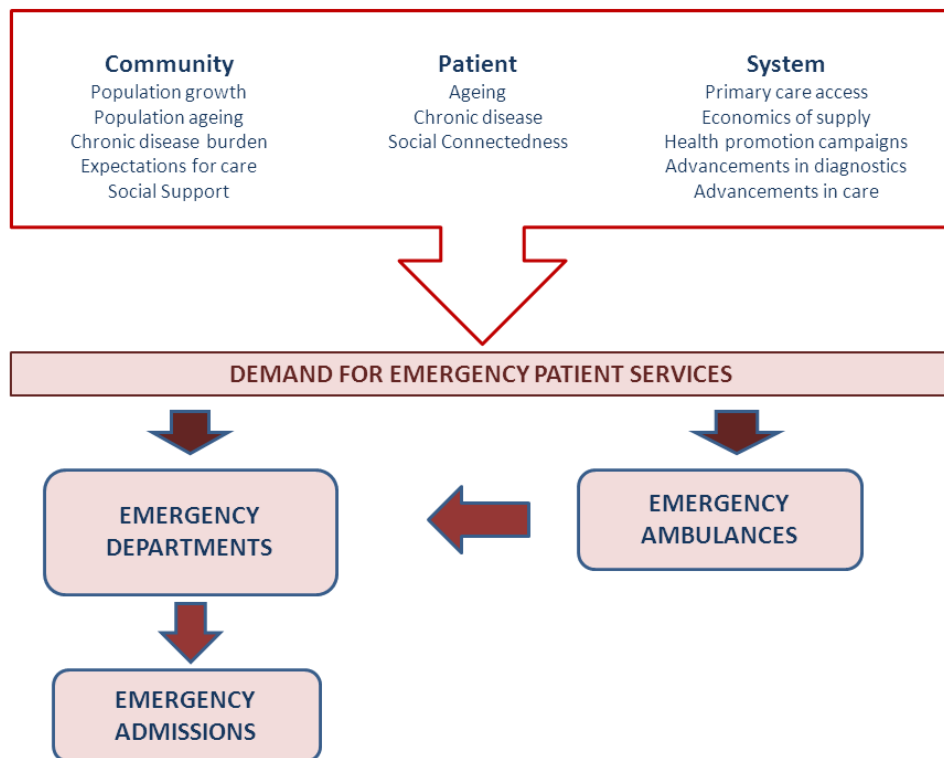 Community
Population growth
Population ageing
Chronic disease burden
Expectations for care
Social Support
Patient
Ageing
Chronic disease
Social Connectedness
System
Primary care access
Economics of supply
Health promotion campaigns
Advancements in diagnostics
Advancements in care
DEMAND FOR EMERGENCY PATIENT SERVICES
EMERGENCY
DEPARTMENTS
EMERGENCY
AMBULANCES
EMERGENCY
ADMISSIONS